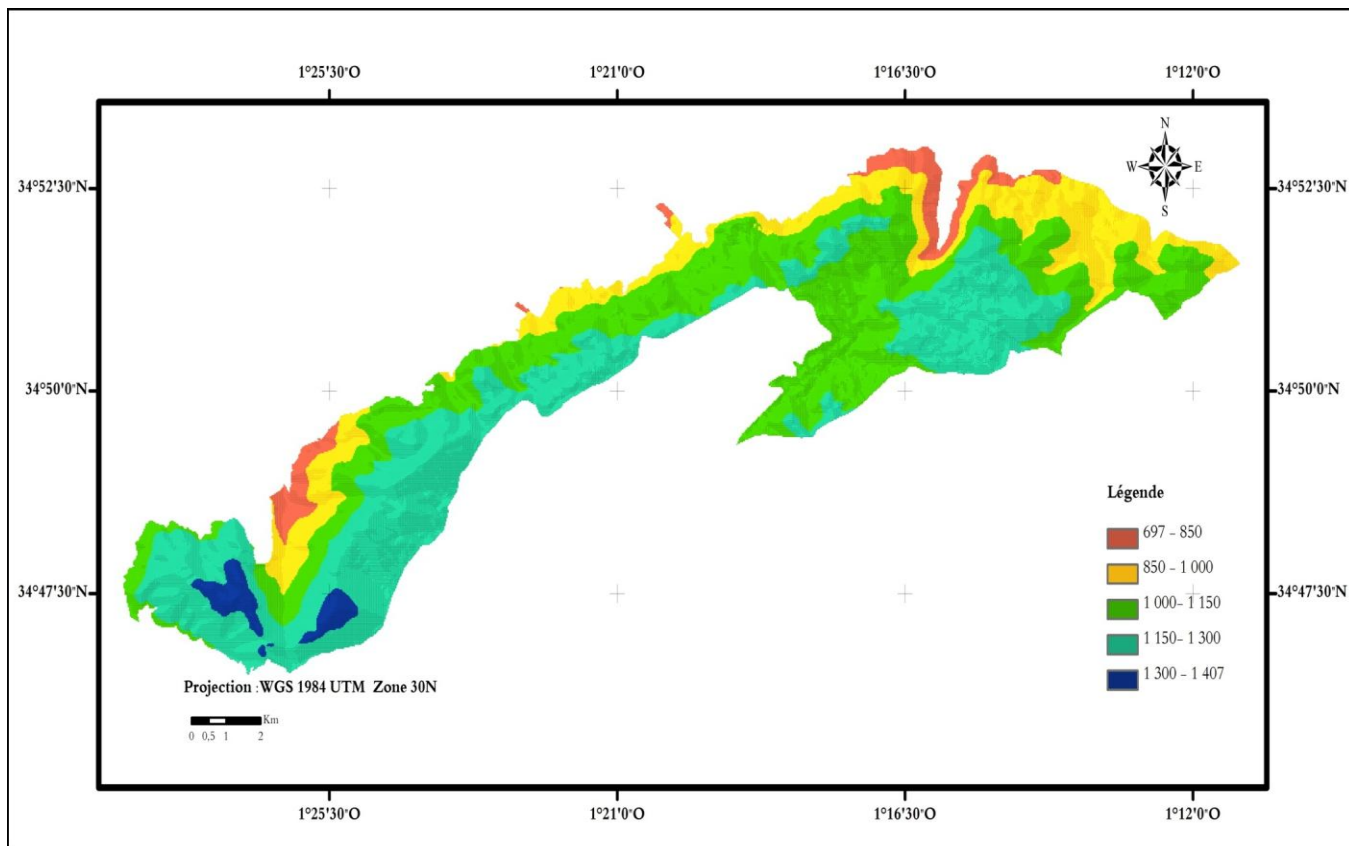 1°25'30"O 1°21'0"O 1°16'30"O 1°12'0"O
N
W E
S
34°52'30"N 34°52'30"N
34°50'0"N 34°50'0"N
Légende
697 - 850
850 - 1 000
1 000- 1 150
1 150- 1 300
1 300 - 1 407
34°47'30"N 34°47'30"N
Projection :WGS 1984 UTM Zone 30N
Km
0 0,5 1 2
1°25'30"O 1°21'0"O 1°16'30"O 1°12'0"O